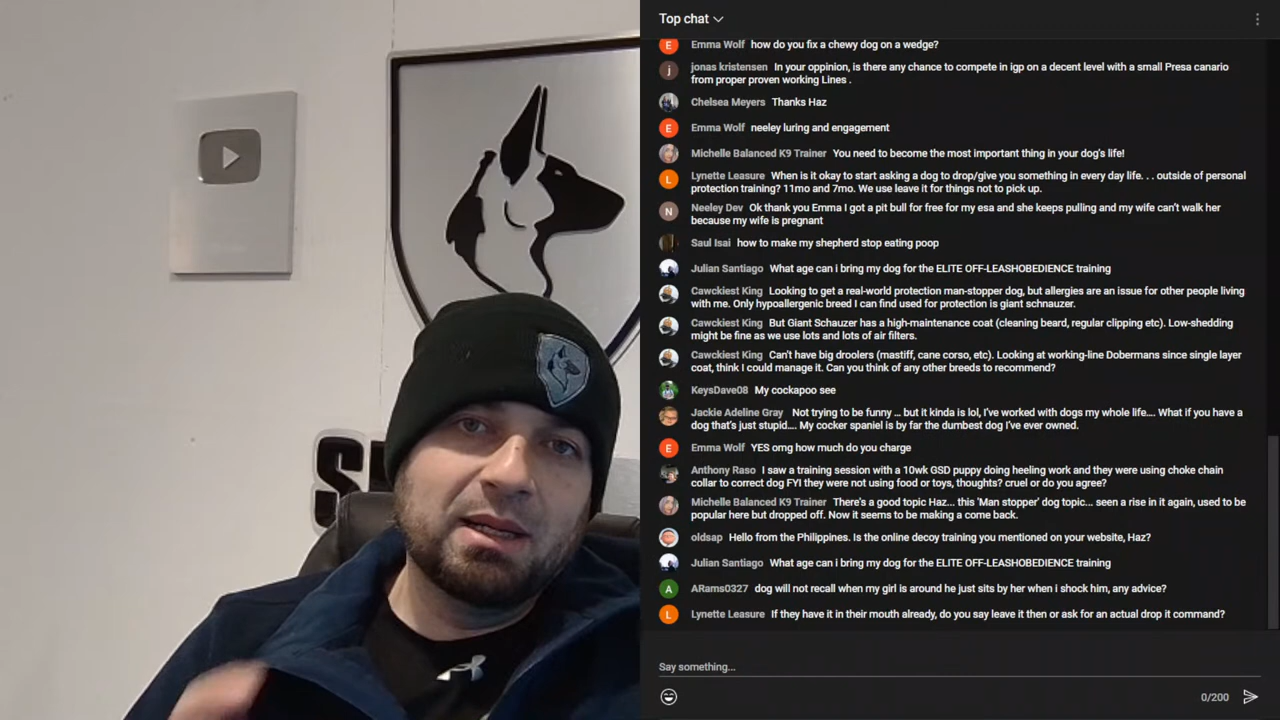 Top chat
Emma Wolf how do you fix a chewy dog on a wedge?
jonas kristensen In your oppinion, is there any chance to compete in igp on a decent level with a small Presa canario
from proper proven working Lines .
Chelsea Meyers Thanks Haz
Emma Wolf neeley luring and engagement
Michelle Balanced K9 Trainer You need to become the most important thing in your dog's life!
Lynette Leasure When is it okay to start asking a dog to drop/give you something in every day life. . . outside of personal
protection training? 11mo and 7mo. We use leave it for things not to pick up.
Neeley Dev Ok thank you Emma I got a pit bull for free for my esa and she keeps pulling and my wife can't walk her
because my wife is pregnant
Saul Isai how to make my shepherd stop eating poop
Julian Santiago What age can i bring my dog for the ELITE OFF-LEASHOBEDIENCE training
Cawckiest King Looking to get a real-world protection man-stopper dog, but allergies are an issue for other people living
with me. Only hypoallergenic breed I can find used for protection is giant schnauzer.
Cawckiest King But Giant Schauzer has a high-maintenance coat (cleaning beard, regular clipping etc). Low-shedding
might be fine as we use lots and lots of air filters.
Cawckiest King Can't have big droolers (mastiff, cane corso, etc). Looking at working-line Dobermans since single layer
coat, think I could manage it. Can you think of any other breeds to recommend?
KeysDave08 My cockapoo see
Jackie Adeline Gray Not trying to be funny ... but it kinda is lol, I've worked with dogs my whole life.... What if you have a
dog that's just stupid.... My cocker spaniel is by far the dumbest dog I've ever owned.
Emma Wolf YES omg how much do you charge
Anthony Raso I saw a training session with a 10wk GSD puppy doing heeling work and they were using choke chain
collar to correct dog FYI they were not using food or toys, thoughts? cruel or do you agree?
Michelle Balanced K9 Trainer There's a good topic Haz... this 'Man stopper' dog topic... seen a rise in it again, used to be
popular here but dropped off. Now it seems to be making a come back.
oldsap Hello from the Philippines. Is the online decoy training you mentioned on your website, Haz?
Julian Santiago What age can i bring my dog for the ELITE OFF-LEASHOBEDIENCE training
ARams0327 dog will not recall when my girl is around he just sits by her when i shock him, any advice?
Lynette Leasure If they have it in their mouth already, do you say leave it then or ask for an actual drop it command?
Say something...
0/200